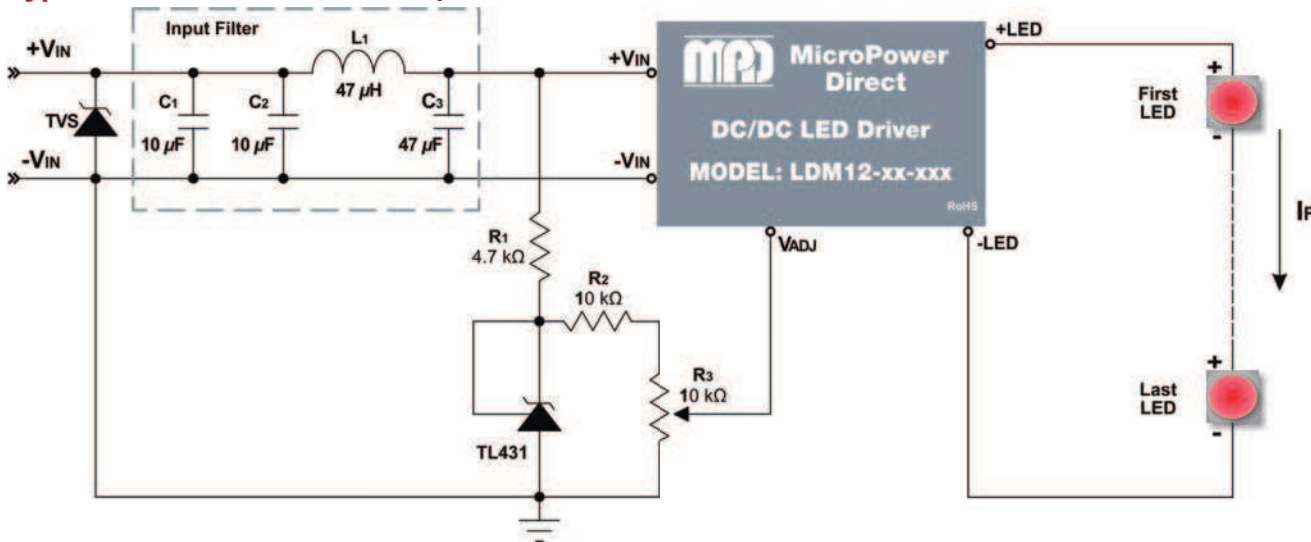 Input Filter
+VIN
L1
47 µH
C1
10 µF
C2
10 µF
C3
47 µF
TVS
-VIN
+VIN
-VIN
MPD
MicroPower
Direct
DC/DC LED Driver
MODEL: LDM12-xx-xxx
RoHS
VADJ
+LED
-LED
+
First
LED
-
IF
+
Last
LED
-
R1
4.7 kΩ
R2
10 kΩ
R3
10 kΩ
TL431